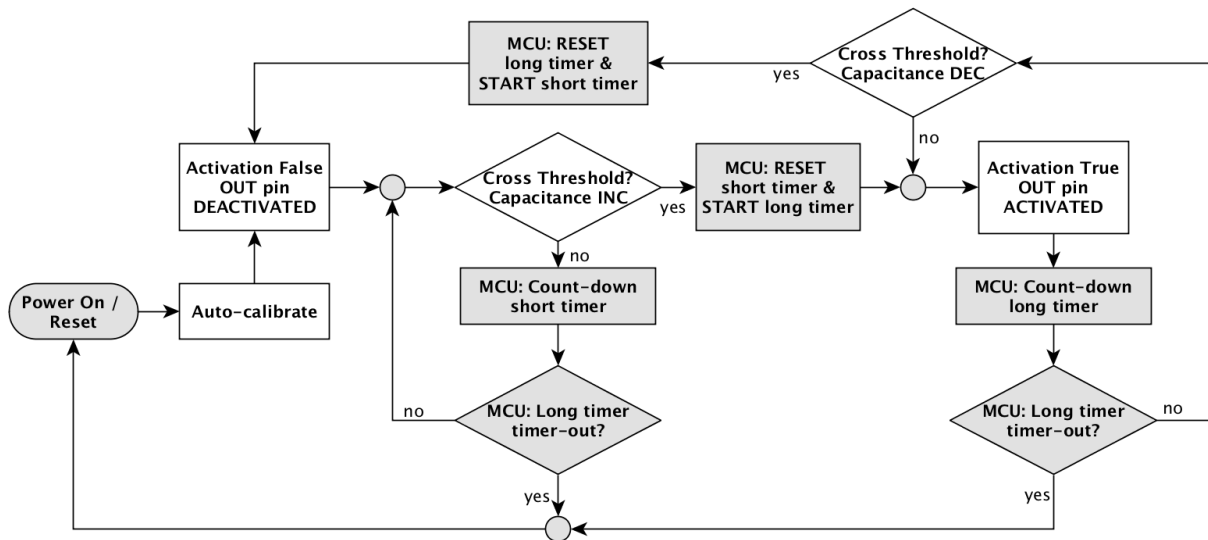 MCU: RESET
long timer &
START short timer
yes
Cross Threshold?
Capacitance DEC
no
Activation False
OUT pin
DEACTIVATED
Cross Threshold?
Capacitance INC
yes
MCU: RESET
short timer &
START long timer
Activation True
OUT pin
ACTIVATED
no
Power On /
Reset
Auto-calibrate
MCU: Count-down
short timer
MCU: Count-down
long timer
no
MCU: Long timer
timer-out?
MCU: Long timer
timer-out?
no
yes
yes